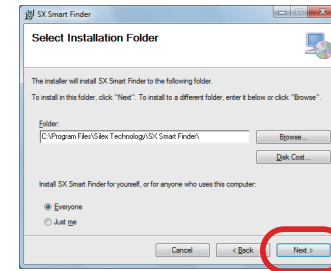 SX Smart Finder
Select Installation Folder
The installer will install SX Smart Finder to the following folder.
To install in this folder, click "Next". To install to a different folder, enter it below or click "Browse".
Folder:
C:\Program Files\Silex Technology\SX Smart Finder\
Browse...
Disk Cost...
Install SX Smart Finder for yourself, or for anyone who uses this computer:
Everyone
Just me
Cancel
< Back
Next >